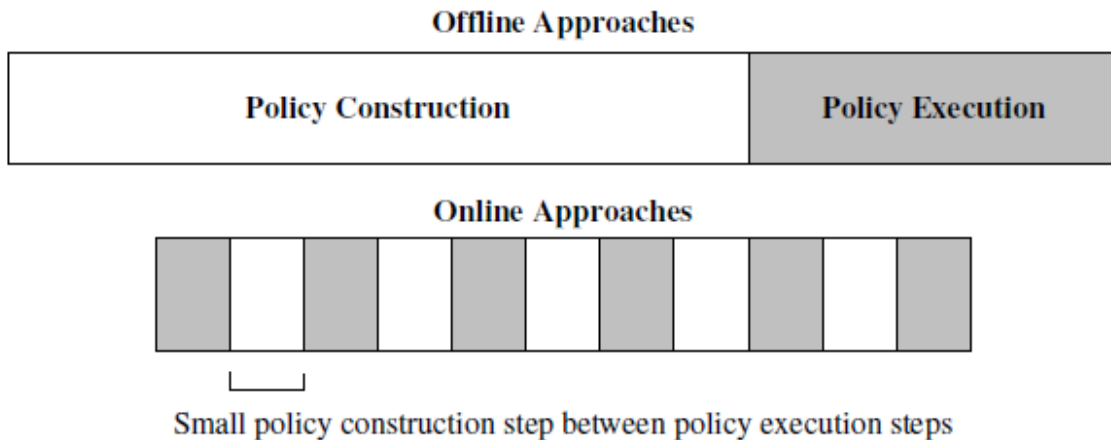 Offline Approaches
Policy Construction
Policy Execution
Online Approaches
Small policy construction step between policy execution steps